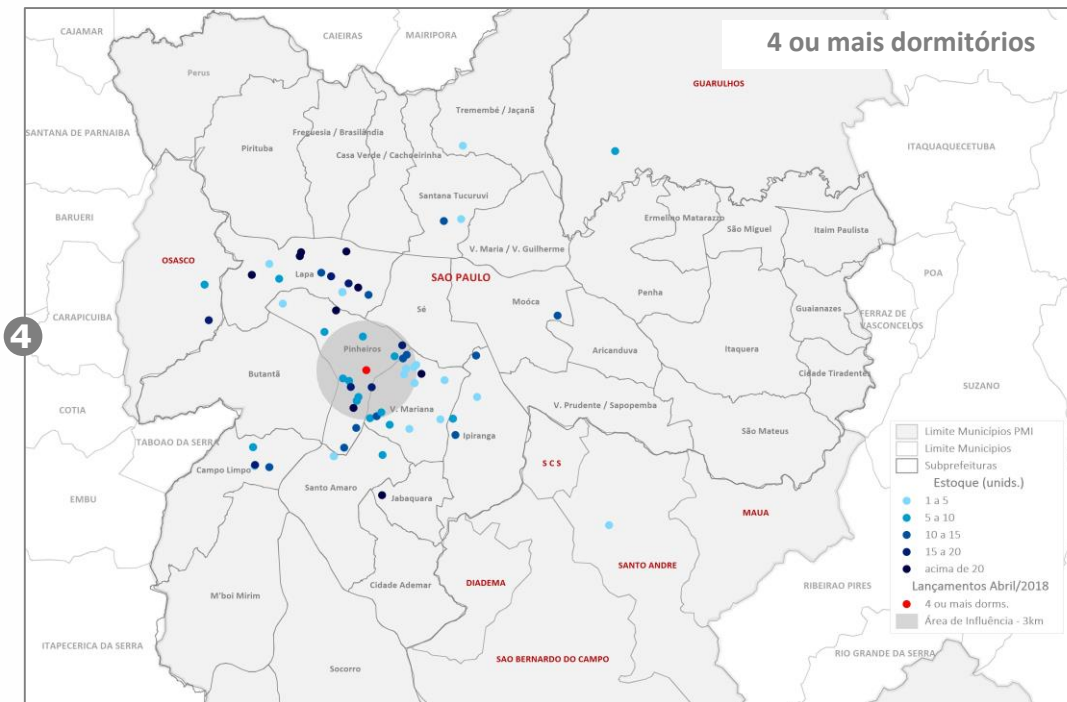 4 ou mais dormitórios
CAJAMAR
CAIEIRAS
MAIRIPORA
Perus
GUARULHOS
Tremembé / Jaçanã
SANTANA DE PARNAIBA
Freguesia / Brasilândia
Pirituba
Casa Verde / Cachoeirinha
ITAQUAQUECETUBA
Santana Tucuruvi
Ermelino Matarazzo
BARUERI
São Miguel
Itaim Paulista
V. Maria / V. Guilherme
OSASCO
Lapa
SAO PAULO
POA
Penha
Moóca
Sé
Guaianazes
CARAPICUIBA
FERRAZ DE
VASCONCELOS
4
Pinheiros
Aricanduva
Itaquera
Butantã
Cidade Tiradentes
SUZANO
COTIA
V. Mariana
V. Prudente / Sapopemba
São Mateus
Ipiranga
TABOAO DA SERRA
Campo Limpo
S C S
Santo Amaro
Jabaquara
EMBU
MAUA
SANTO ANDRE
Cidade Ademar
DIADEMA
M'boi Mirim
RIBEIRAO PIRES
ITAPECERICA DA SERRA
SAO BERNARDO DO CAMPO
RIO GRANDE DA SERRA
Socorro
Limite Municípios PMI
Limite Municípios
Subprefeituras
Estoque (unids.)
1 a 5
5 a 10
10 a 15
15 a 20
acima de 20
Lançamentos Abril/2018
4 ou mais dorms.
Área de Influência - 3km